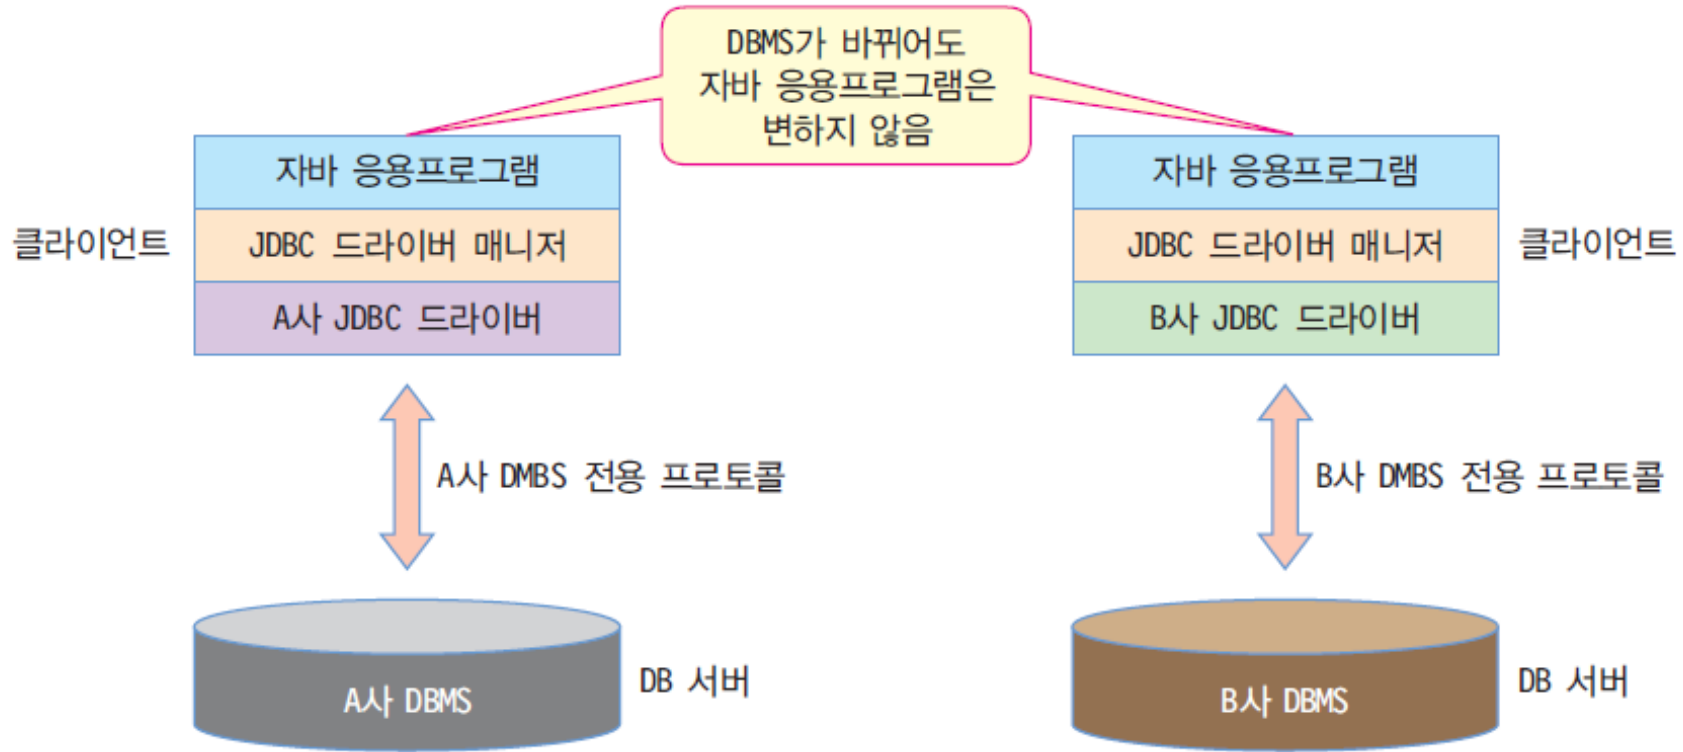 DBMS가 바뀌어도
자바 응용프로그램은
변하지 않음
자바 응용프로그램
클라이언트
JDBC 드라이버 매니저
A사 JDBC 드라이버
A사 DMBS 전용 프로토콜
A사 DBMS
DB 서버
자바 응용프로그램
JDBC 드라이버 매니저
클라이언트
B사 JDBC 드라이버
B사 DMBS 전용 프로토콜
B사 DBMS
DB 서버